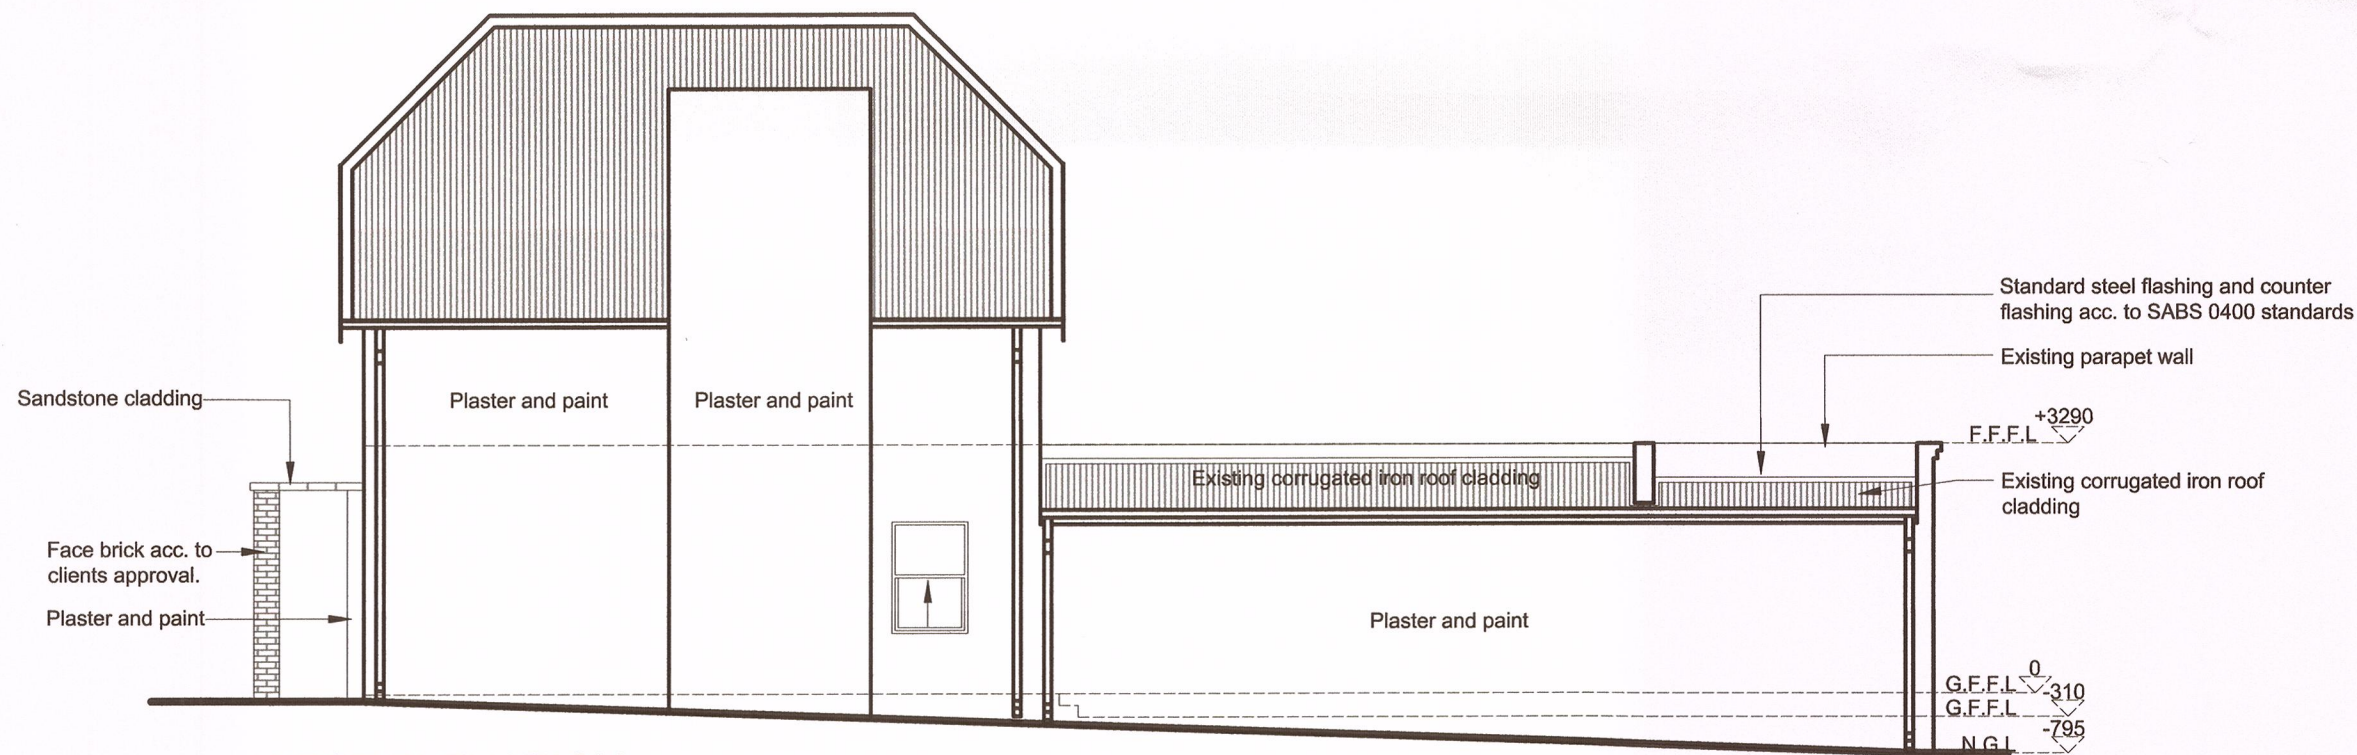 Standard steel flashing and counter
flashing acc. to SABS 0400 standards
Existing parapet wall
Sandstone cladding
Plaster and paint
Plaster and paint
+3290
F.F.F.L
Existing corrugated iron roof cladding
Existing corrugated iron roof
cladding
Face brick acc. to
clients approval.
Plaster and paint
Plaster and paint
0
G.F.F.L
-310
G.F.F.L
-795
N.G.L